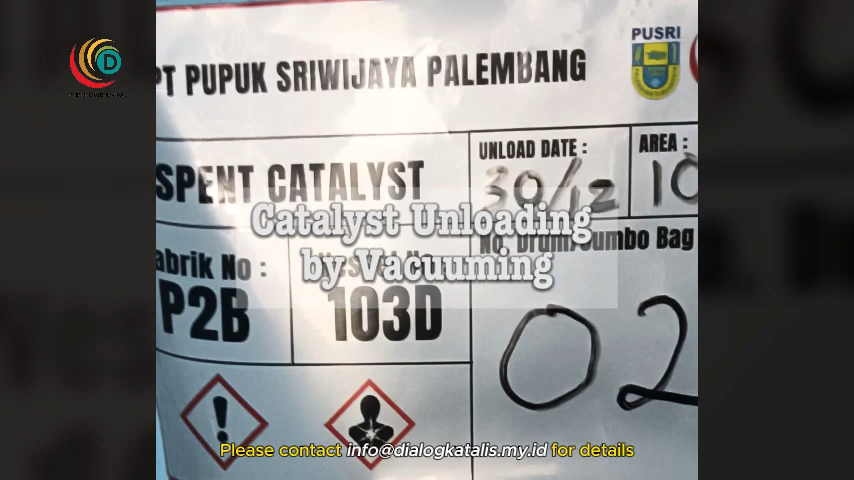 PUSRI
PT PUPUK SRIWIJAYA PALEMBANG
D
SPENT CATALYST
UNLOAD DATE :
AREA :
30/12
10
Catalyst Unloading
by Vacuuming
No. Drum/Jumbo Bag
abrik No :
P2B
103D
02
Please contact info@dialogkatalis.my.id for details